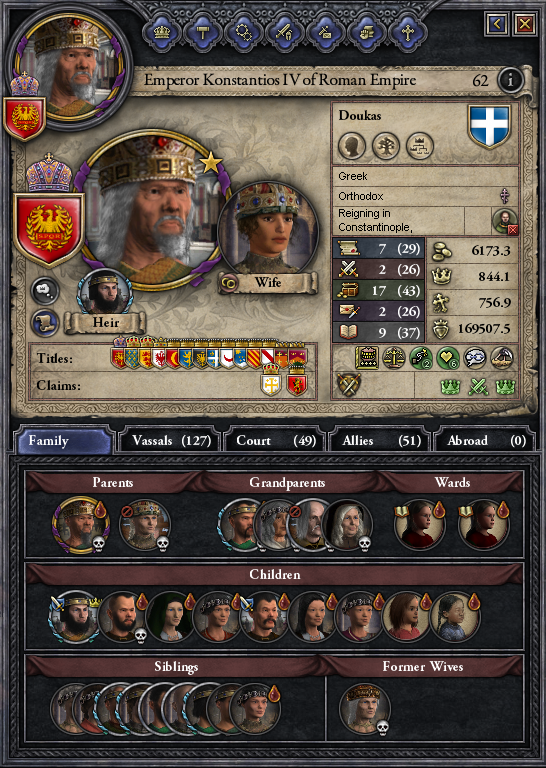 Emperor Konstantios IV of Roman Empire 62
Doukas
Greek
Orthodox
Reigning in
Constantinople,
SPQR
Wife
Heir
7 (29)
2 (26)
17 (43)
2 (26)
9 (37)
6173.3
844.1
756.9
169507.5
2
6
Titles:
Claims:
Family
Vassals (127)
Court (49)
Allies (51)
Abroad (0)
Parents
Grandparents
Wards
Children
Siblings
Former Wives